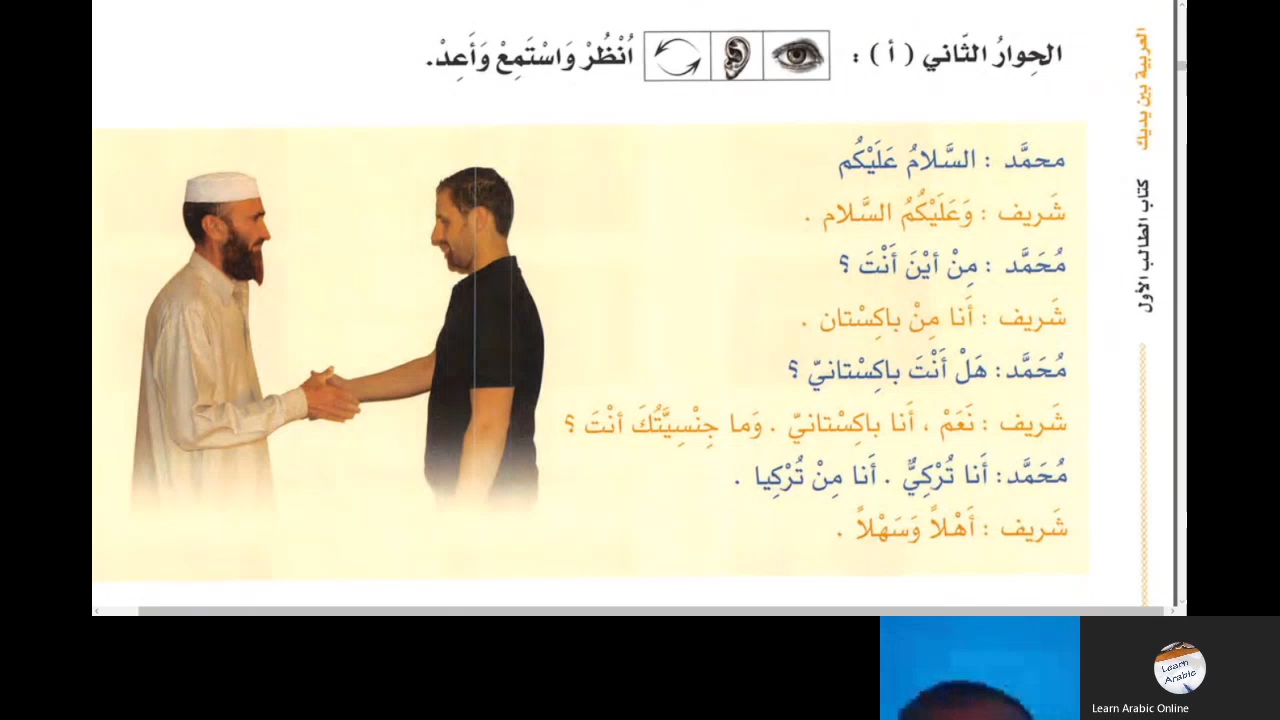 الحِوارُ الثّاني ( أ ) : اُنْظُرْ وَاسْتَمِعْ وَأَعِدْ.
محمَّد : السَّلامُ عَلَيْكُم
شَريف : وَعَلَيْكُمُ السَّلام .
مُحَمَّد : مِنْ أيْنَ أَنْتَ ؟
شَريف : أَنا مِنْ باكِسْتان .
مُحَمَّد: هَلْ أَنْتَ باكِسْتانيّ ؟
شَريف : نَعَمْ ، أَنا باكِسْتانيّ . وَما جِنْسِيَّتُكَ أنْتَ ؟
مُحَمَّد: أَنا تُرْكِيٌّ . أَنا مِنْ تُرْكِيا .
شَريف : أَهْلاً وَسَهْلاً .
العربية بين يديك
كتاب الطالب الأول
Learn
Arabic
Learn Arabic Online